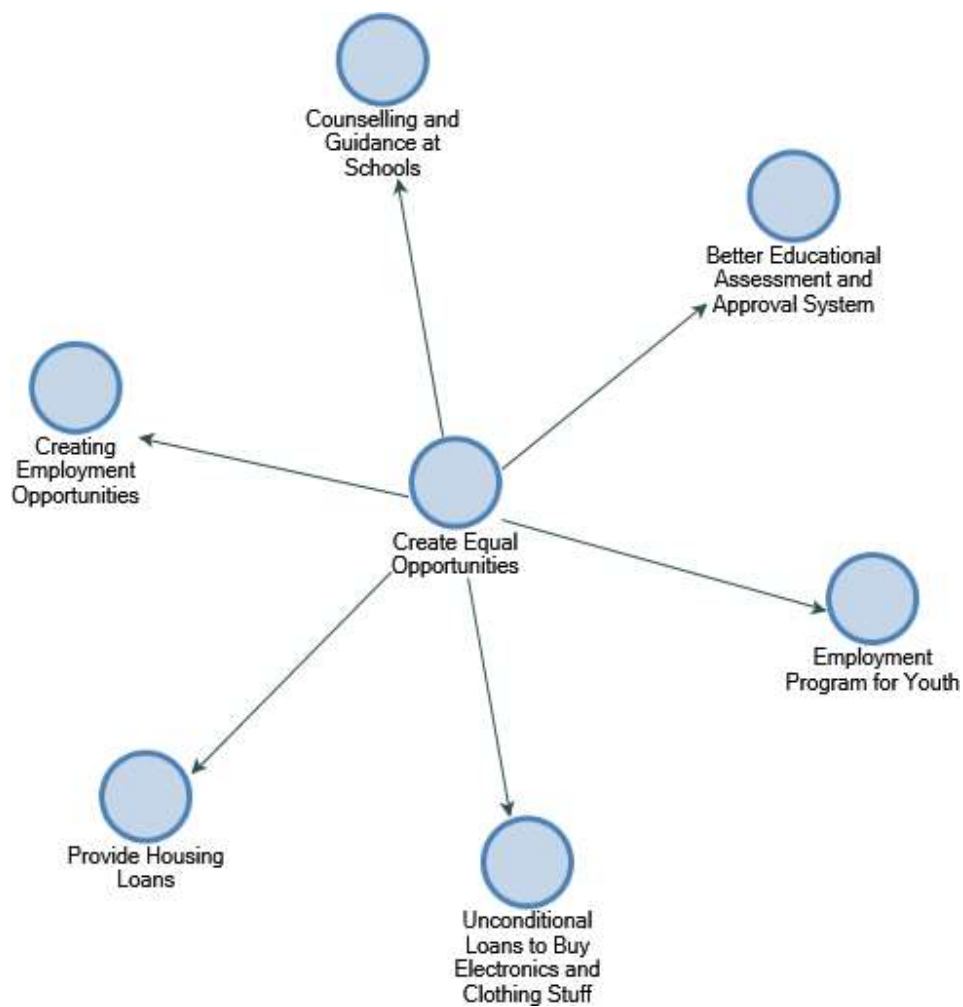 Counselling and
Guidance at
Schools
Better Educational
Assessment and
Approval System
Creating
Employment
Opportunities
Create Equal
Opportunities
Employment
Program for Youth
Provide Housing
Loans
Unconditional
Loans to Buy
Electronics and
Clothing Stuff